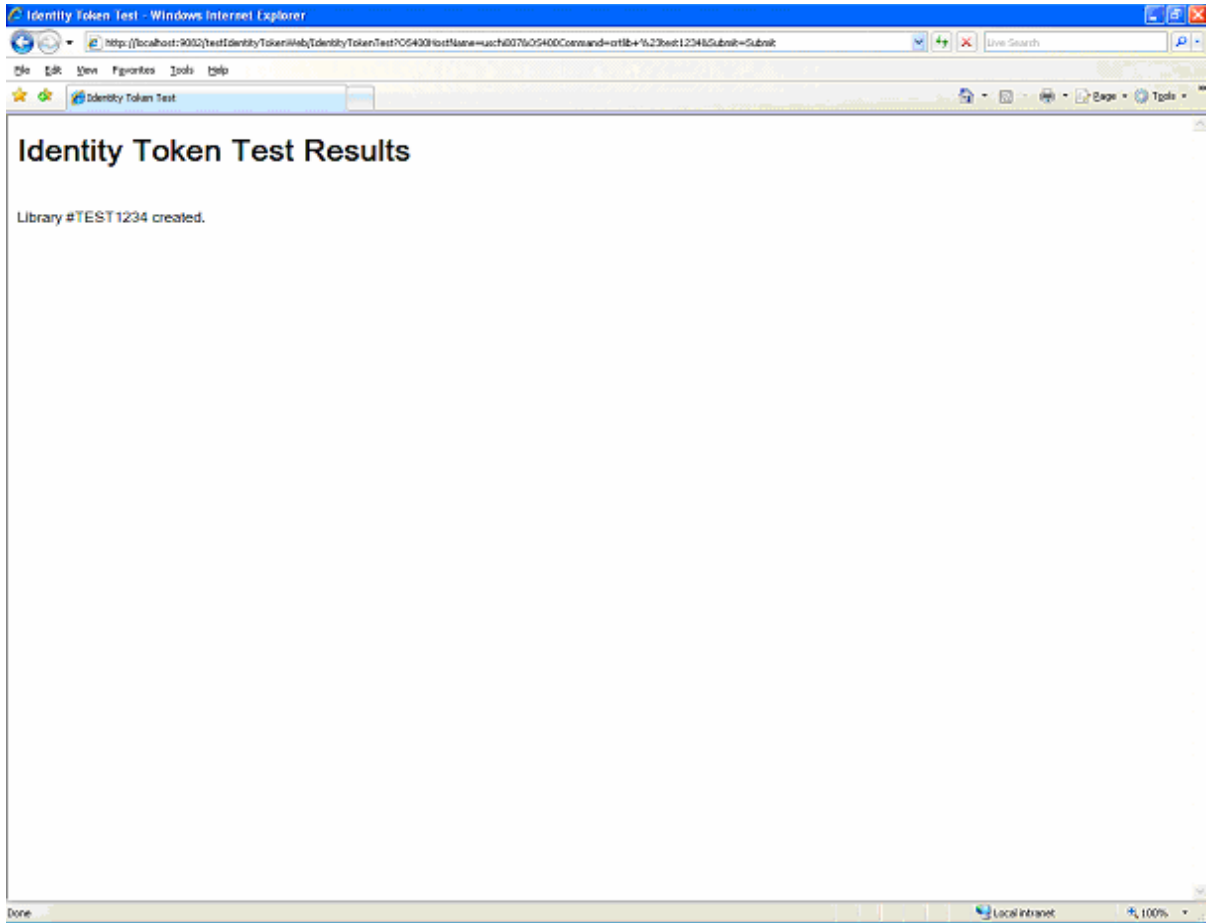 Identity Token Test - Windows Internet Explorer
http://localhost:9002/testIdentityTokenWeb/IdentityTokenTest?OS400HostName=uschi007&OS400Command=crtlib+%23test1234&Submit=Submit
Live Search
File Edit View Favorites Tools Help
Identity Token Test
Page Tools
Identity Token Test Results
Library #TEST1234 created.
Done
Local intranet
100%